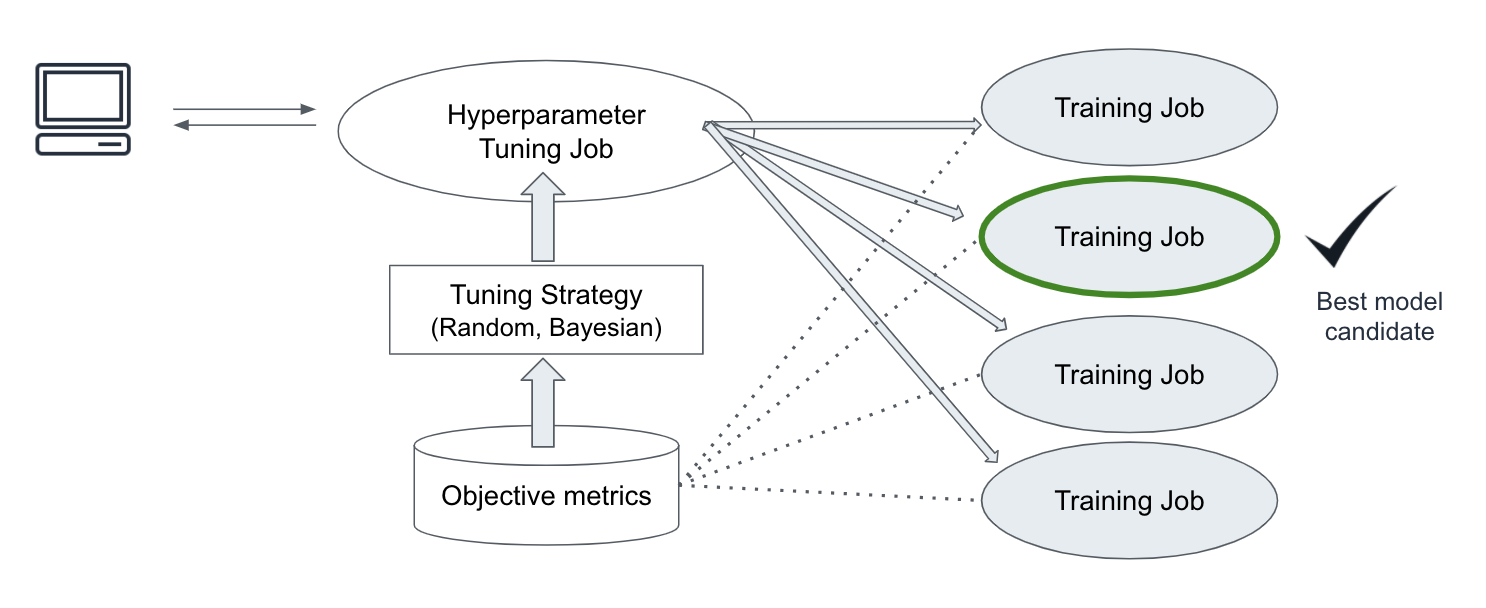 Hyperparameter
Tuning Job
Training Job
Training Job
Best model
candidate
Tuning Strategy
(Random, Bayesian)
Training Job
Objective metrics
Training Job